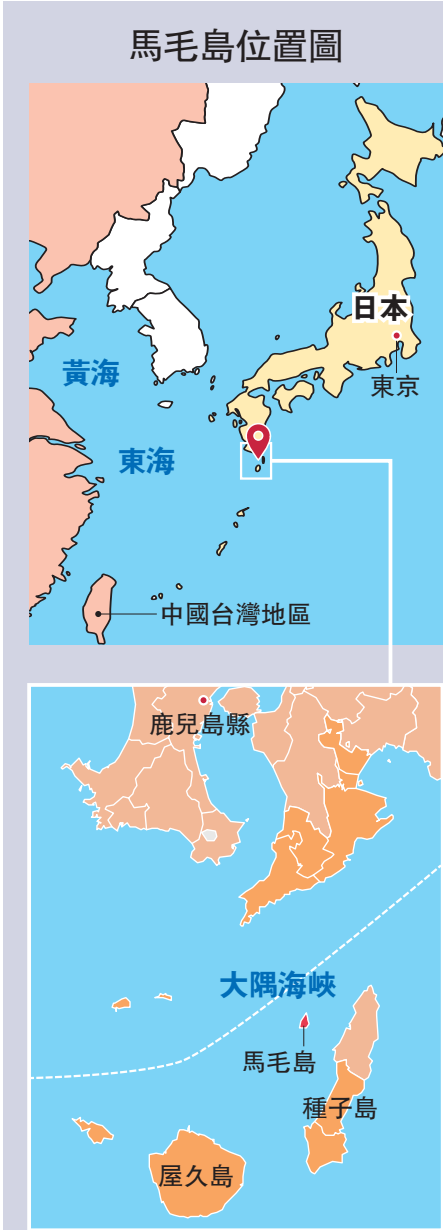 馬毛島位置圖
日本
東京
黃海
東海
中國台灣地區
鹿兒島縣
大隅海峽
馬毛島
種子島
屋久島